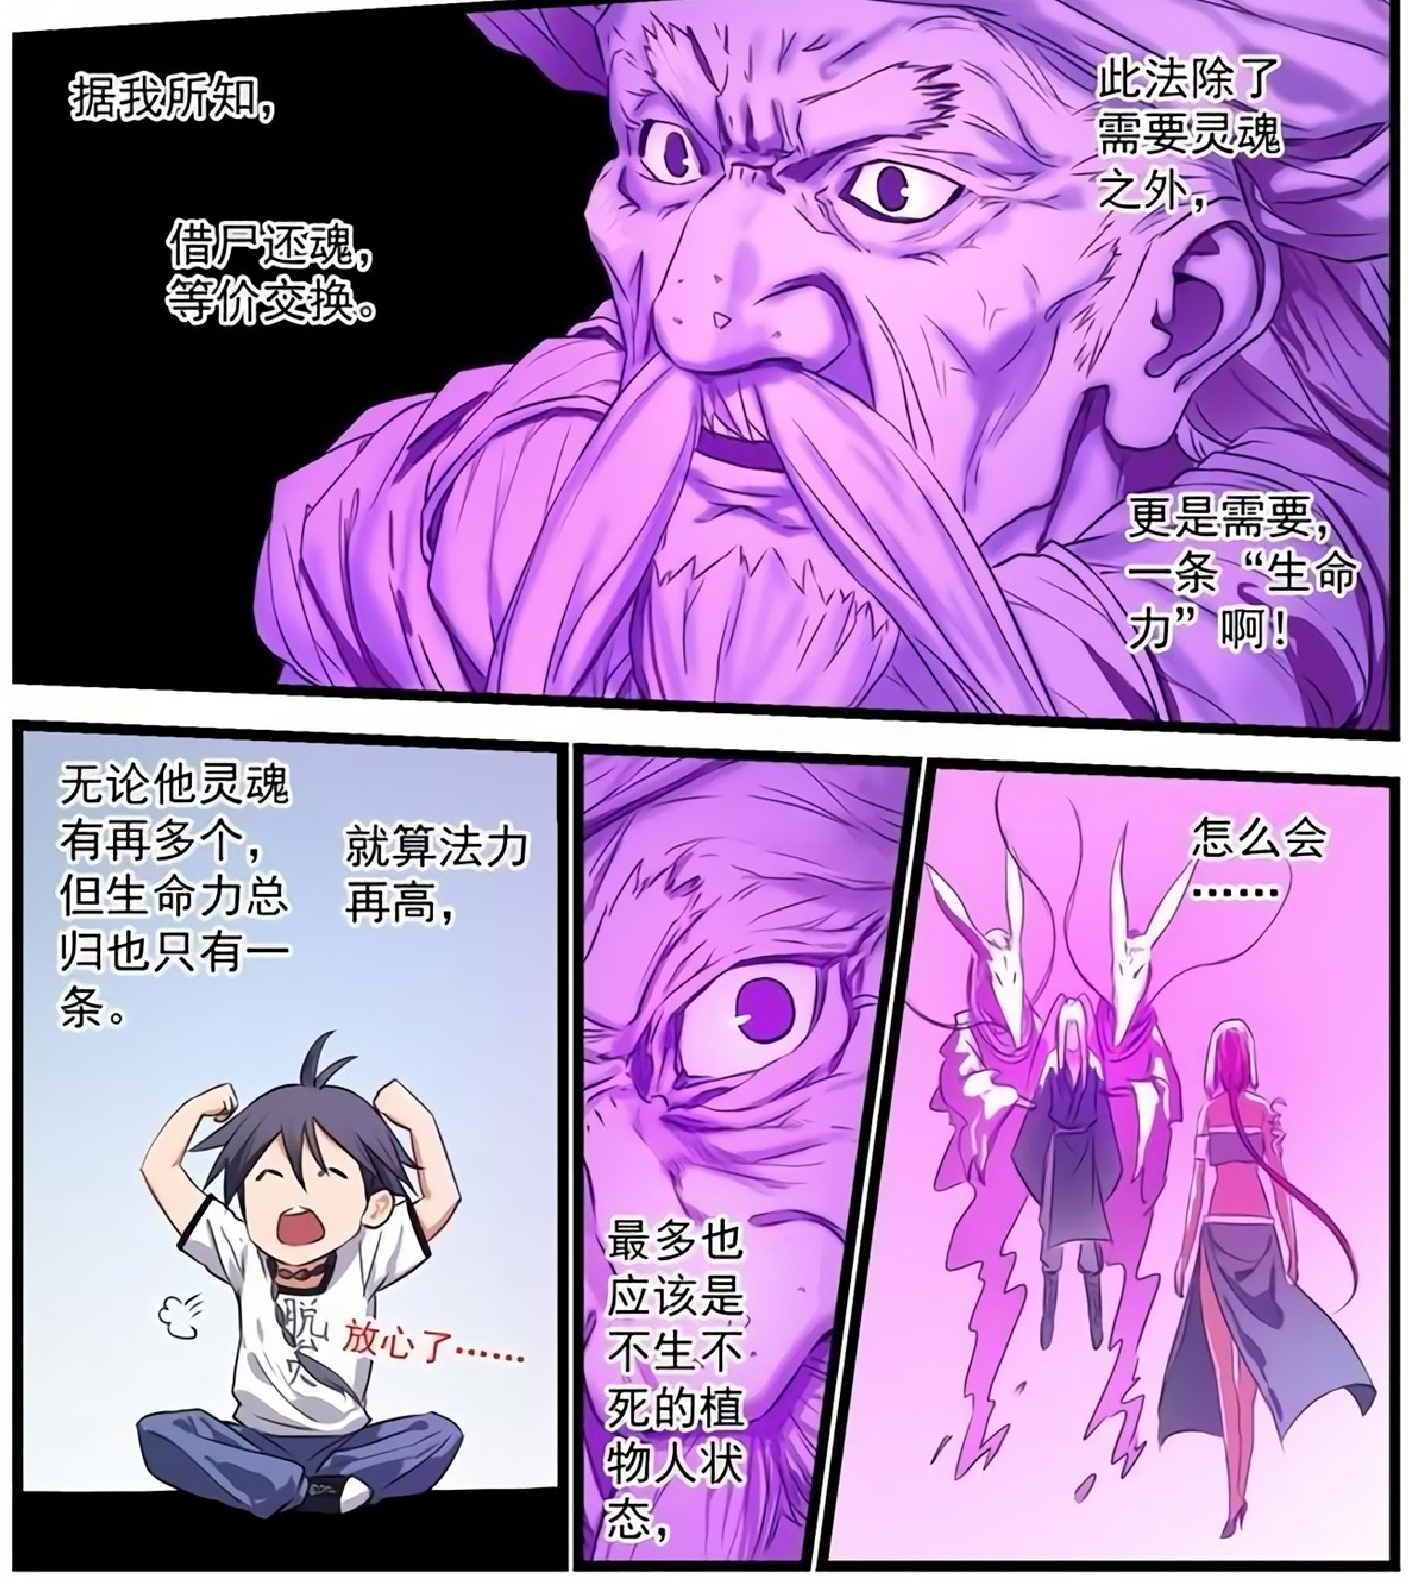 据我所知，
借尸还魂，
等价交换。
此法除了
需要灵魂
之外，
更是需要，
一条“生命
力”啊！
无论他灵魂
有再多个，
但生命力总
归也只有一
条。
就算法力
再高，
放心了……
最多也
应该是
不生不
死的植
物人状
态，
怎么会
……